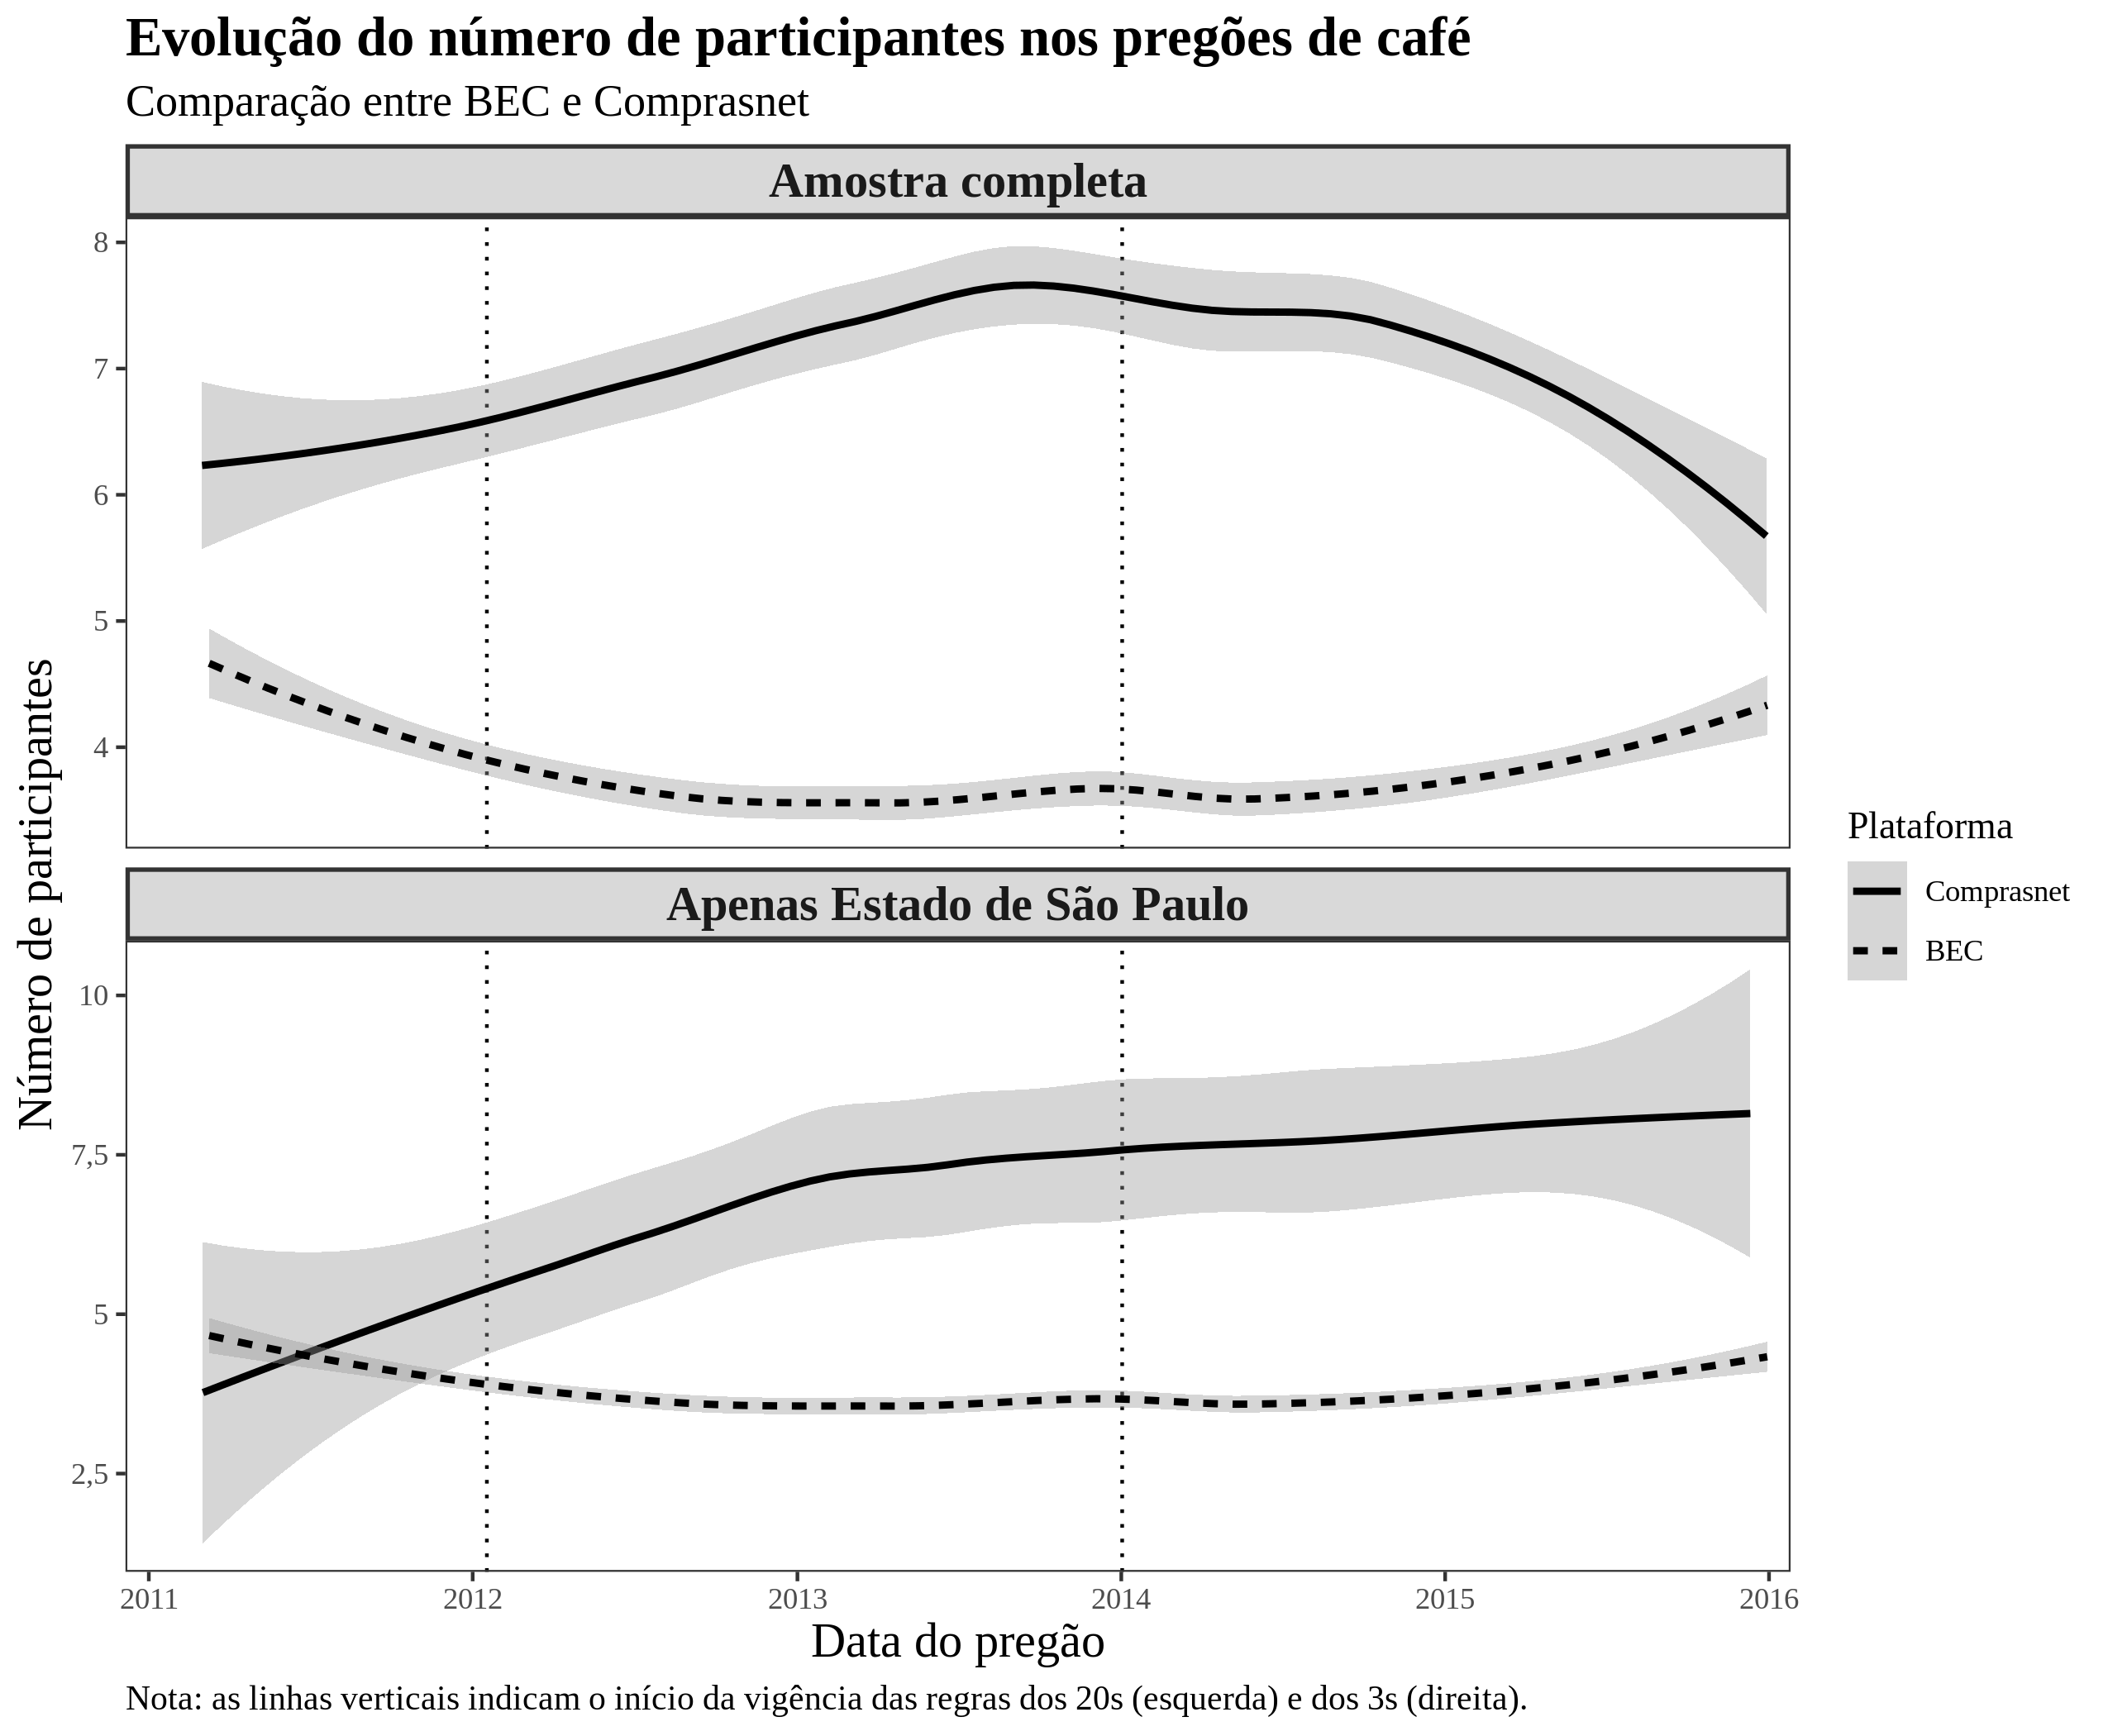 Evolução do número de participantes nos pregões de café
Comparação entre BEC e Comprasnet
Amostra completa
8
7
6
5
4
Número de participantes
Apenas Estado de São Paulo
10
7,5
5
2,5
2011 2012 2013 2014 2015 2016
Data do pregão
Plataforma
Comprasnet
BEC
Nota: as linhas verticais indicam o início da vigência das regras dos 20s (esquerda) e dos 3s (direita).